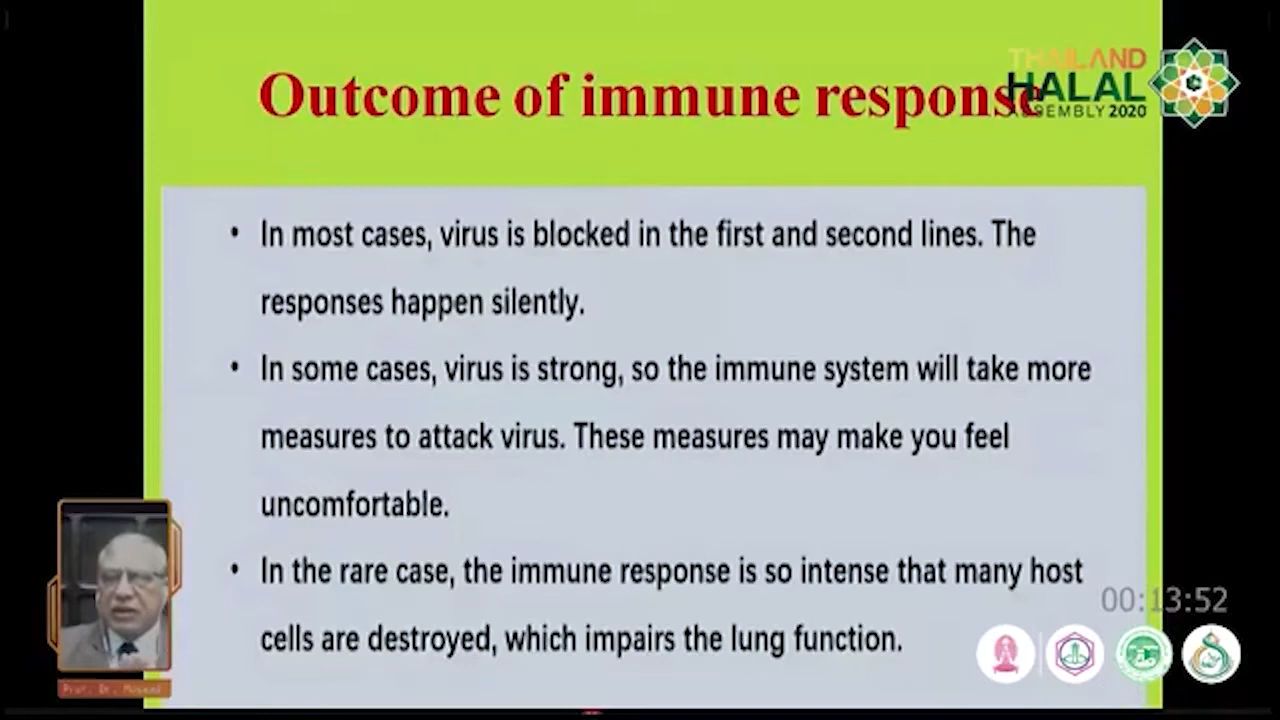 Outcome of immune response
THAILAND
HALAL
ASSEMBLY 2020
• In most cases, virus is blocked in the first and second lines. The
responses happen silently.
• In some cases, virus is strong, so the immune system will take more
measures to attack virus. These measures may make you feel
uncomfortable.
• In the rare case, the immune response is so intense that many host
cells are destroyed, which impairs the lung function.
00:13:52
Prof. Dr.